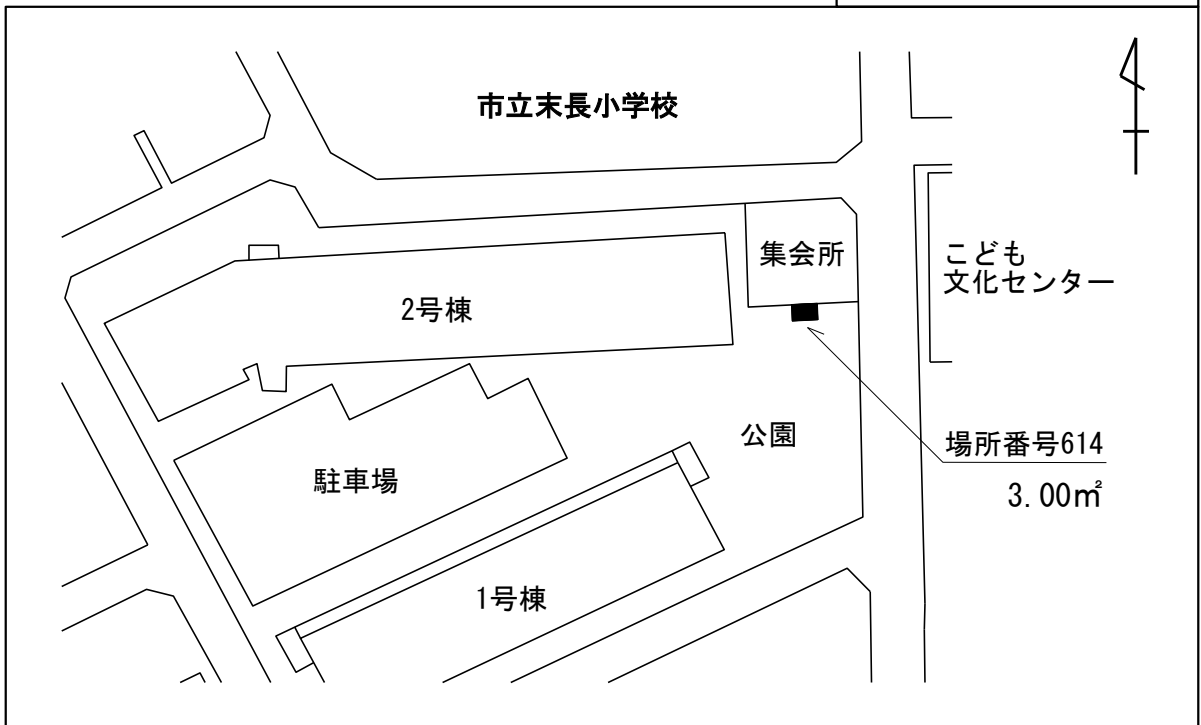 市立末長小学校
集会所
こども
文化センター
2号棟
公園
場所番号614
駐車場
3.00㎡
1号棟